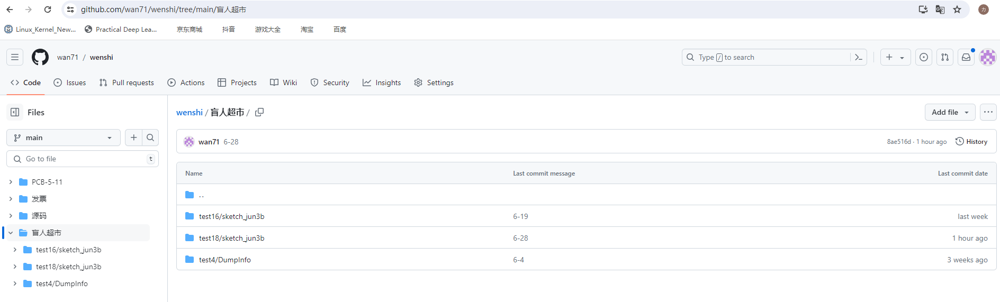 github.com/wan71/wenshi/tree/main/盲人超市
カ
Linux_Kernel_New... Practical Deep Lea... 京东商城 抖音 游戏大全 淘宝 百度
wan71 / wenshi
Type / to search
Code Issues Pull requests Actions Projects Wiki Security Insights Settings
Files
wenshi / 盲人超市 /
Add file
main
wan71 6-28
8ae516d · 1 hour ago History
Go to file t
Name Last commit message Last commit date
PCB-5-11
..
发票
源码
test16/sketch_jun3b 6-19 last week
盲人超市
test18/sketch_jun3b 6-28 1 hour ago
test16/sketch_jun3b
test4/DumpInfo 6-4 3 weeks ago
test18/sketch_jun3b
test4/DumpInfo